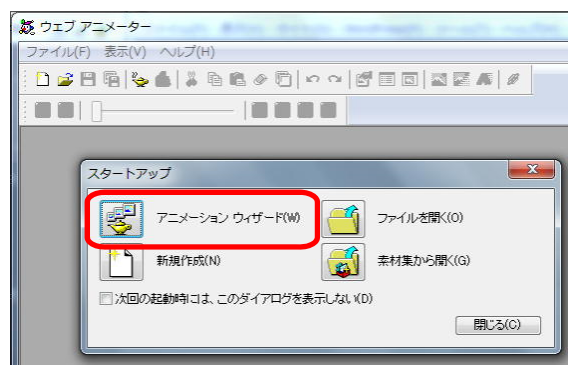 ウェブ アニメーター
ファイル(F) 表示(V) ヘルプ(H)
スタートアップ
アニメーション ウィザード(W)
ファイルを開く(O)
新規作成(N)
素材集から開く(G)
次回の起動時には、このダイアログを表示しない(D)
閉じる(C)